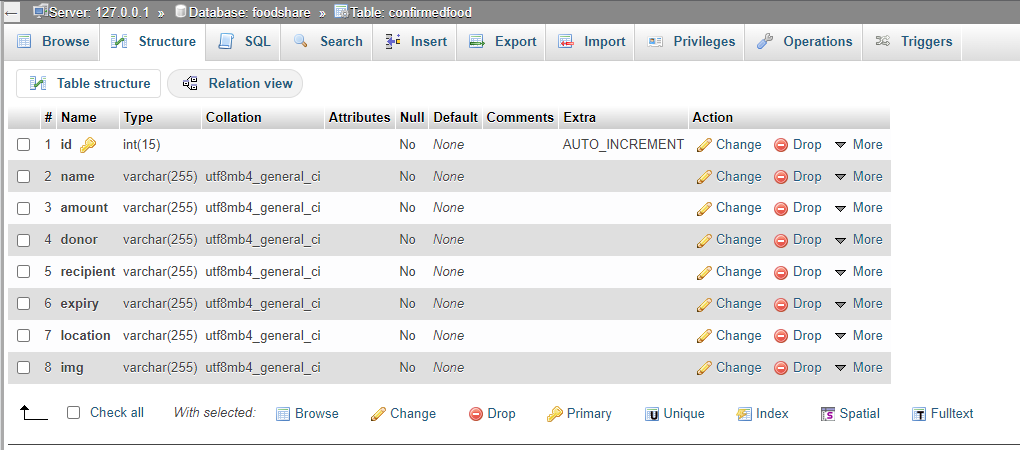 Server: 127.0.0.1 » Database: foodshare » Table: confirmedfood
Browse Structure SQL Search Insert Export Import Privileges Operations Triggers
Table structure Relation view
# Name Type Collation Attributes Null Default Comments Extra Action
1 id int(15) No None AUTO_INCREMENT Change Drop More
2 name varchar(255) utf8mb4_general_ci No None Change Drop More
3 amount varchar(255) utf8mb4_general_ci No None Change Drop More
4 donor varchar(255) utf8mb4_general_ci No None Change Drop More
5 recipient varchar(255) utf8mb4_general_ci No None Change Drop More
6 expiry varchar(255) utf8mb4_general_ci No None Change Drop More
7 location varchar(255) utf8mb4_general_ci No None Change Drop More
8 img varchar(255) utf8mb4_general_ci No None Change Drop More
Check all With selected: Browse Change Drop Primary Unique Index Spatial Fulltext